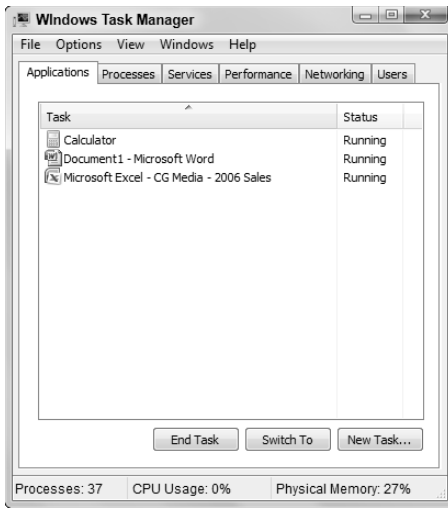 WIndows Task Manager
File Options View Windows Help
Applications Processes Services Performance Networking Users
Task Status
Calculator Running
Document1 - Microsoft Word Running
Microsoft Excel - CG Media - 2006 Sales Running
End Task Switch To New Task...
Processes: 37 CPU Usage: 0% Physical Memory: 27%